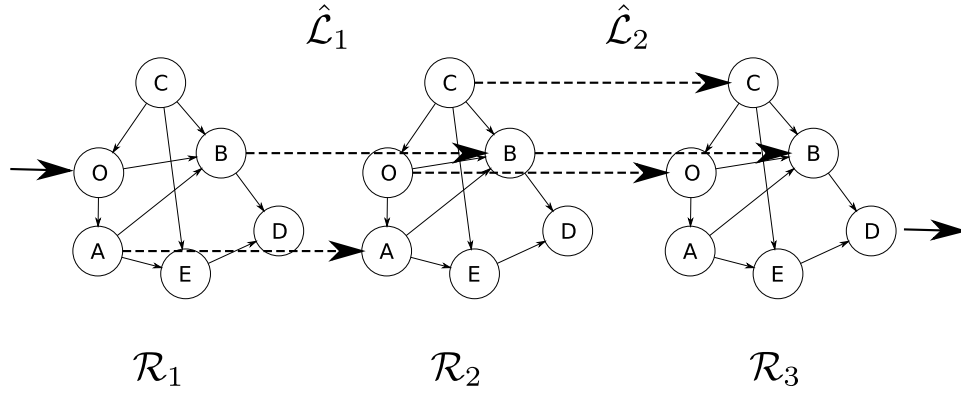 ℒ̂₁ ℒ̂₂
C C C
B B B
O O O
D D D
A A A
E E E
ℛ₁ ℛ₂ ℛ₃